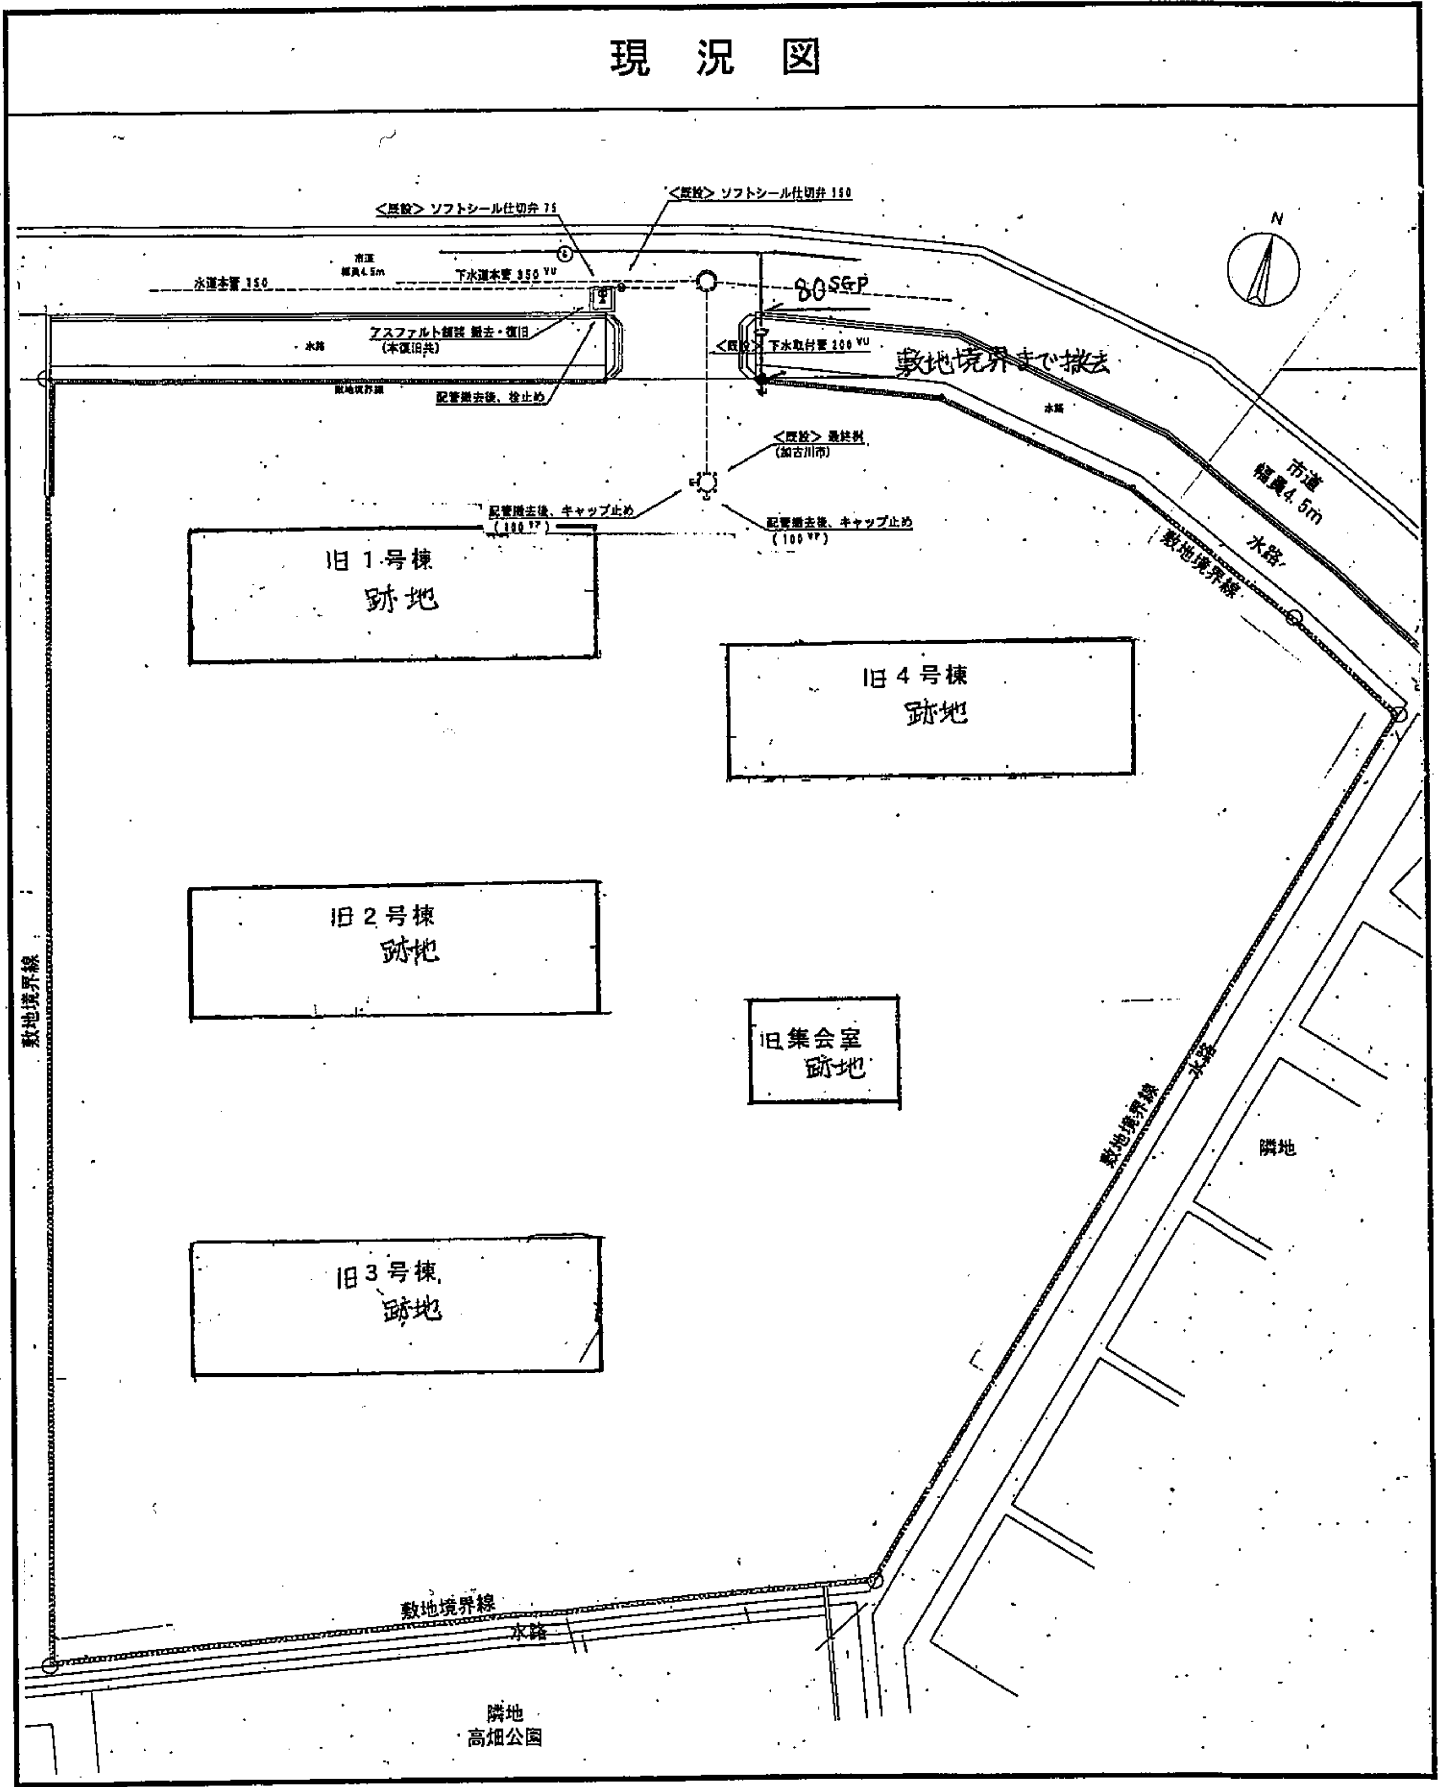 現況図
<既設> ソフトシール仕切弁 75
<既設> ソフトシール仕切弁 150
N
市道
幅員4.5m
水道本管 150
下水道本管 350 VU
80 SGP
アスファルト舗装 撤去・復旧
(本復旧共)
水路
<既設> 下水取付管 200 VU
敷地境界まで撤去
敷地境界線
配管撤去後、栓止め
水路
<既設> 最終桝
(加古川市)
市道
幅員4.5m
配管撤去後、キャップ止め
(100 VP)
配管撤去後、キャップ止め
(100 VP)
水路
敷地境界線
旧1号棟
跡地
旧4号棟
跡地
旧2号棟
跡地
敷地境界線
旧集会室
跡地
水路
敷地境界線
隣地
旧3号棟
跡地
敷地境界線
水路
隣地
高畑公園